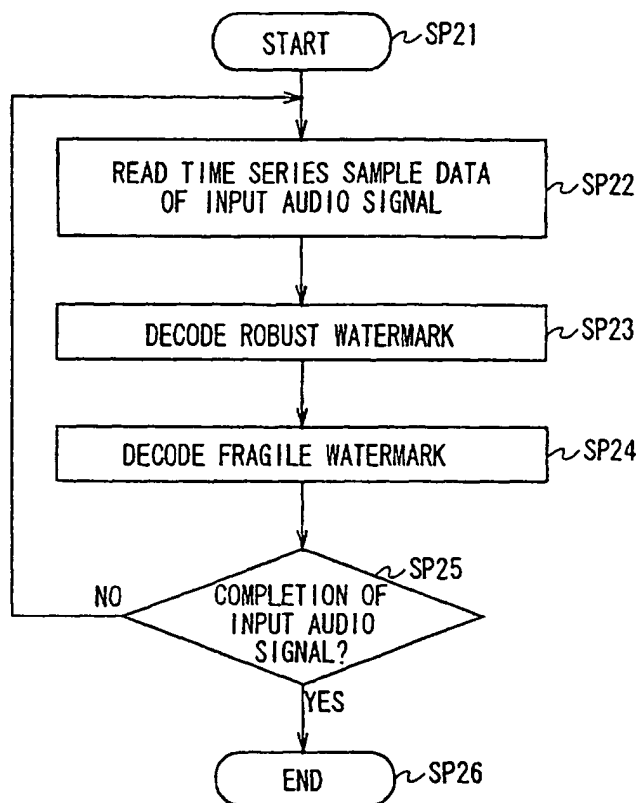 START
SP21
READ TIME SERIES SAMPLE DATA
OF INPUT AUDIO SIGNAL
SP22
DECODE ROBUST WATERMARK
SP23
DECODE FRAGILE WATERMARK
SP24
SP25
NO
COMPLETION OF
INPUT AUDIO
SIGNAL?
YES
END
SP26